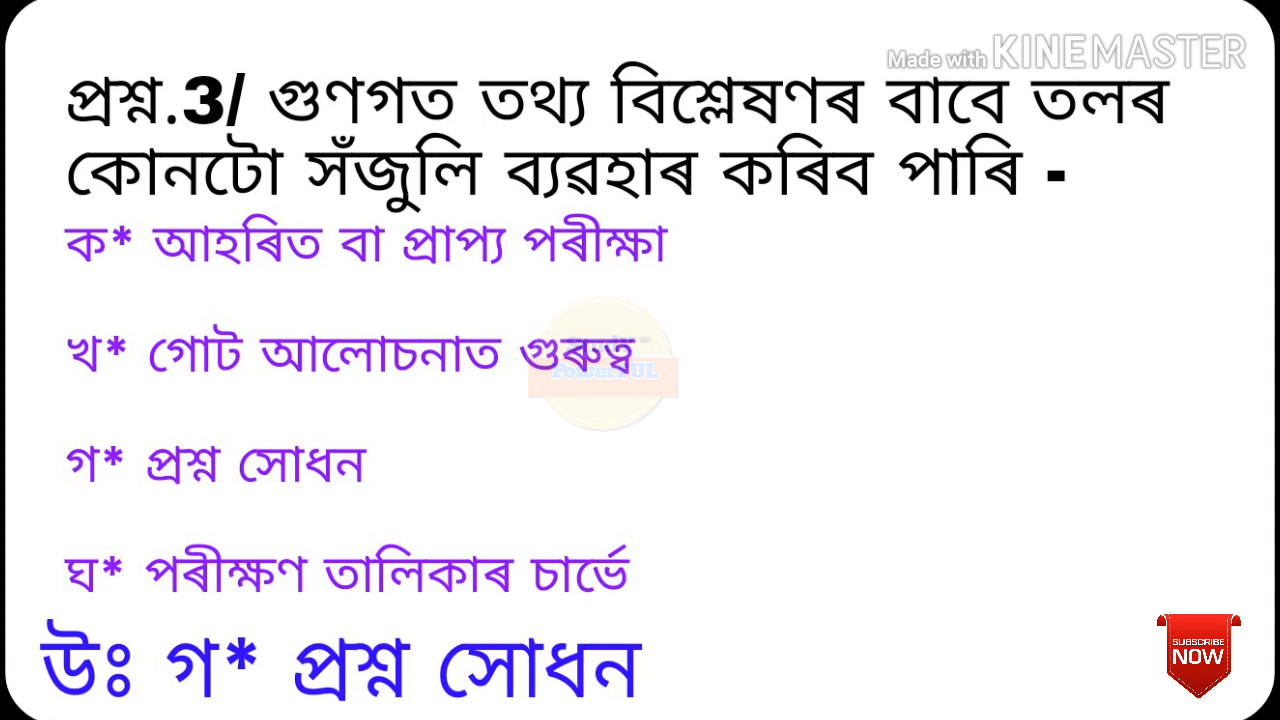 Made with KINEMASTER
প্ৰশ্ন.3/ গুণগত তথ্য বিশ্লেষণৰ বাবে তলৰ
কোনটো সঁজুলি ব্যৱহাৰ কৰিব পাৰি -
ক* আহৰিত বা প্ৰাপ্য পৰীক্ষা
খ* গোট আলোচনাত গুৰুত্ব
PowerFUL
গ* প্ৰশ্ন সোধন
ঘ* পৰীক্ষণ তালিকাৰ চাৰ্ভে
উঃ গ* প্ৰশ্ন সোধন
SUBSCRIBE
NOW